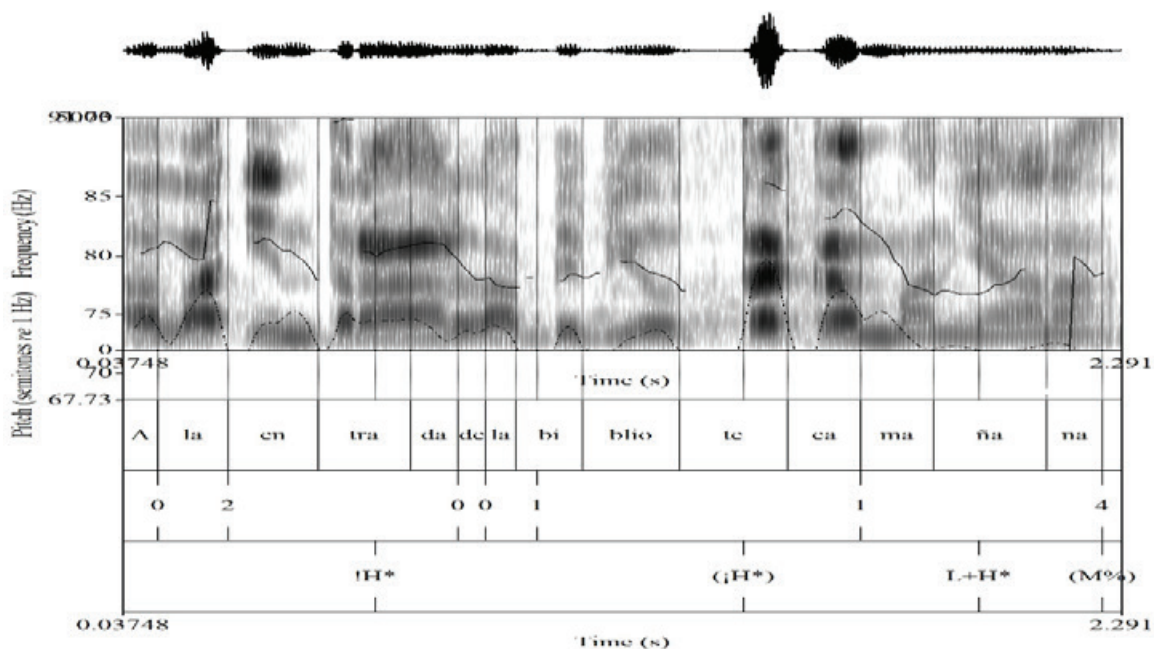 Pitch (semitones re 1 Hz) Frequency (Hz)
85
80
75
0
70
67.73
0.03748
2.291
Time (s)
A la en tra da de la bi blio te ca ma ña na
0 2 0 0 1 1 4
!H* (¡H*) L+H* (M%)
0.03748
2.291
Time (s)